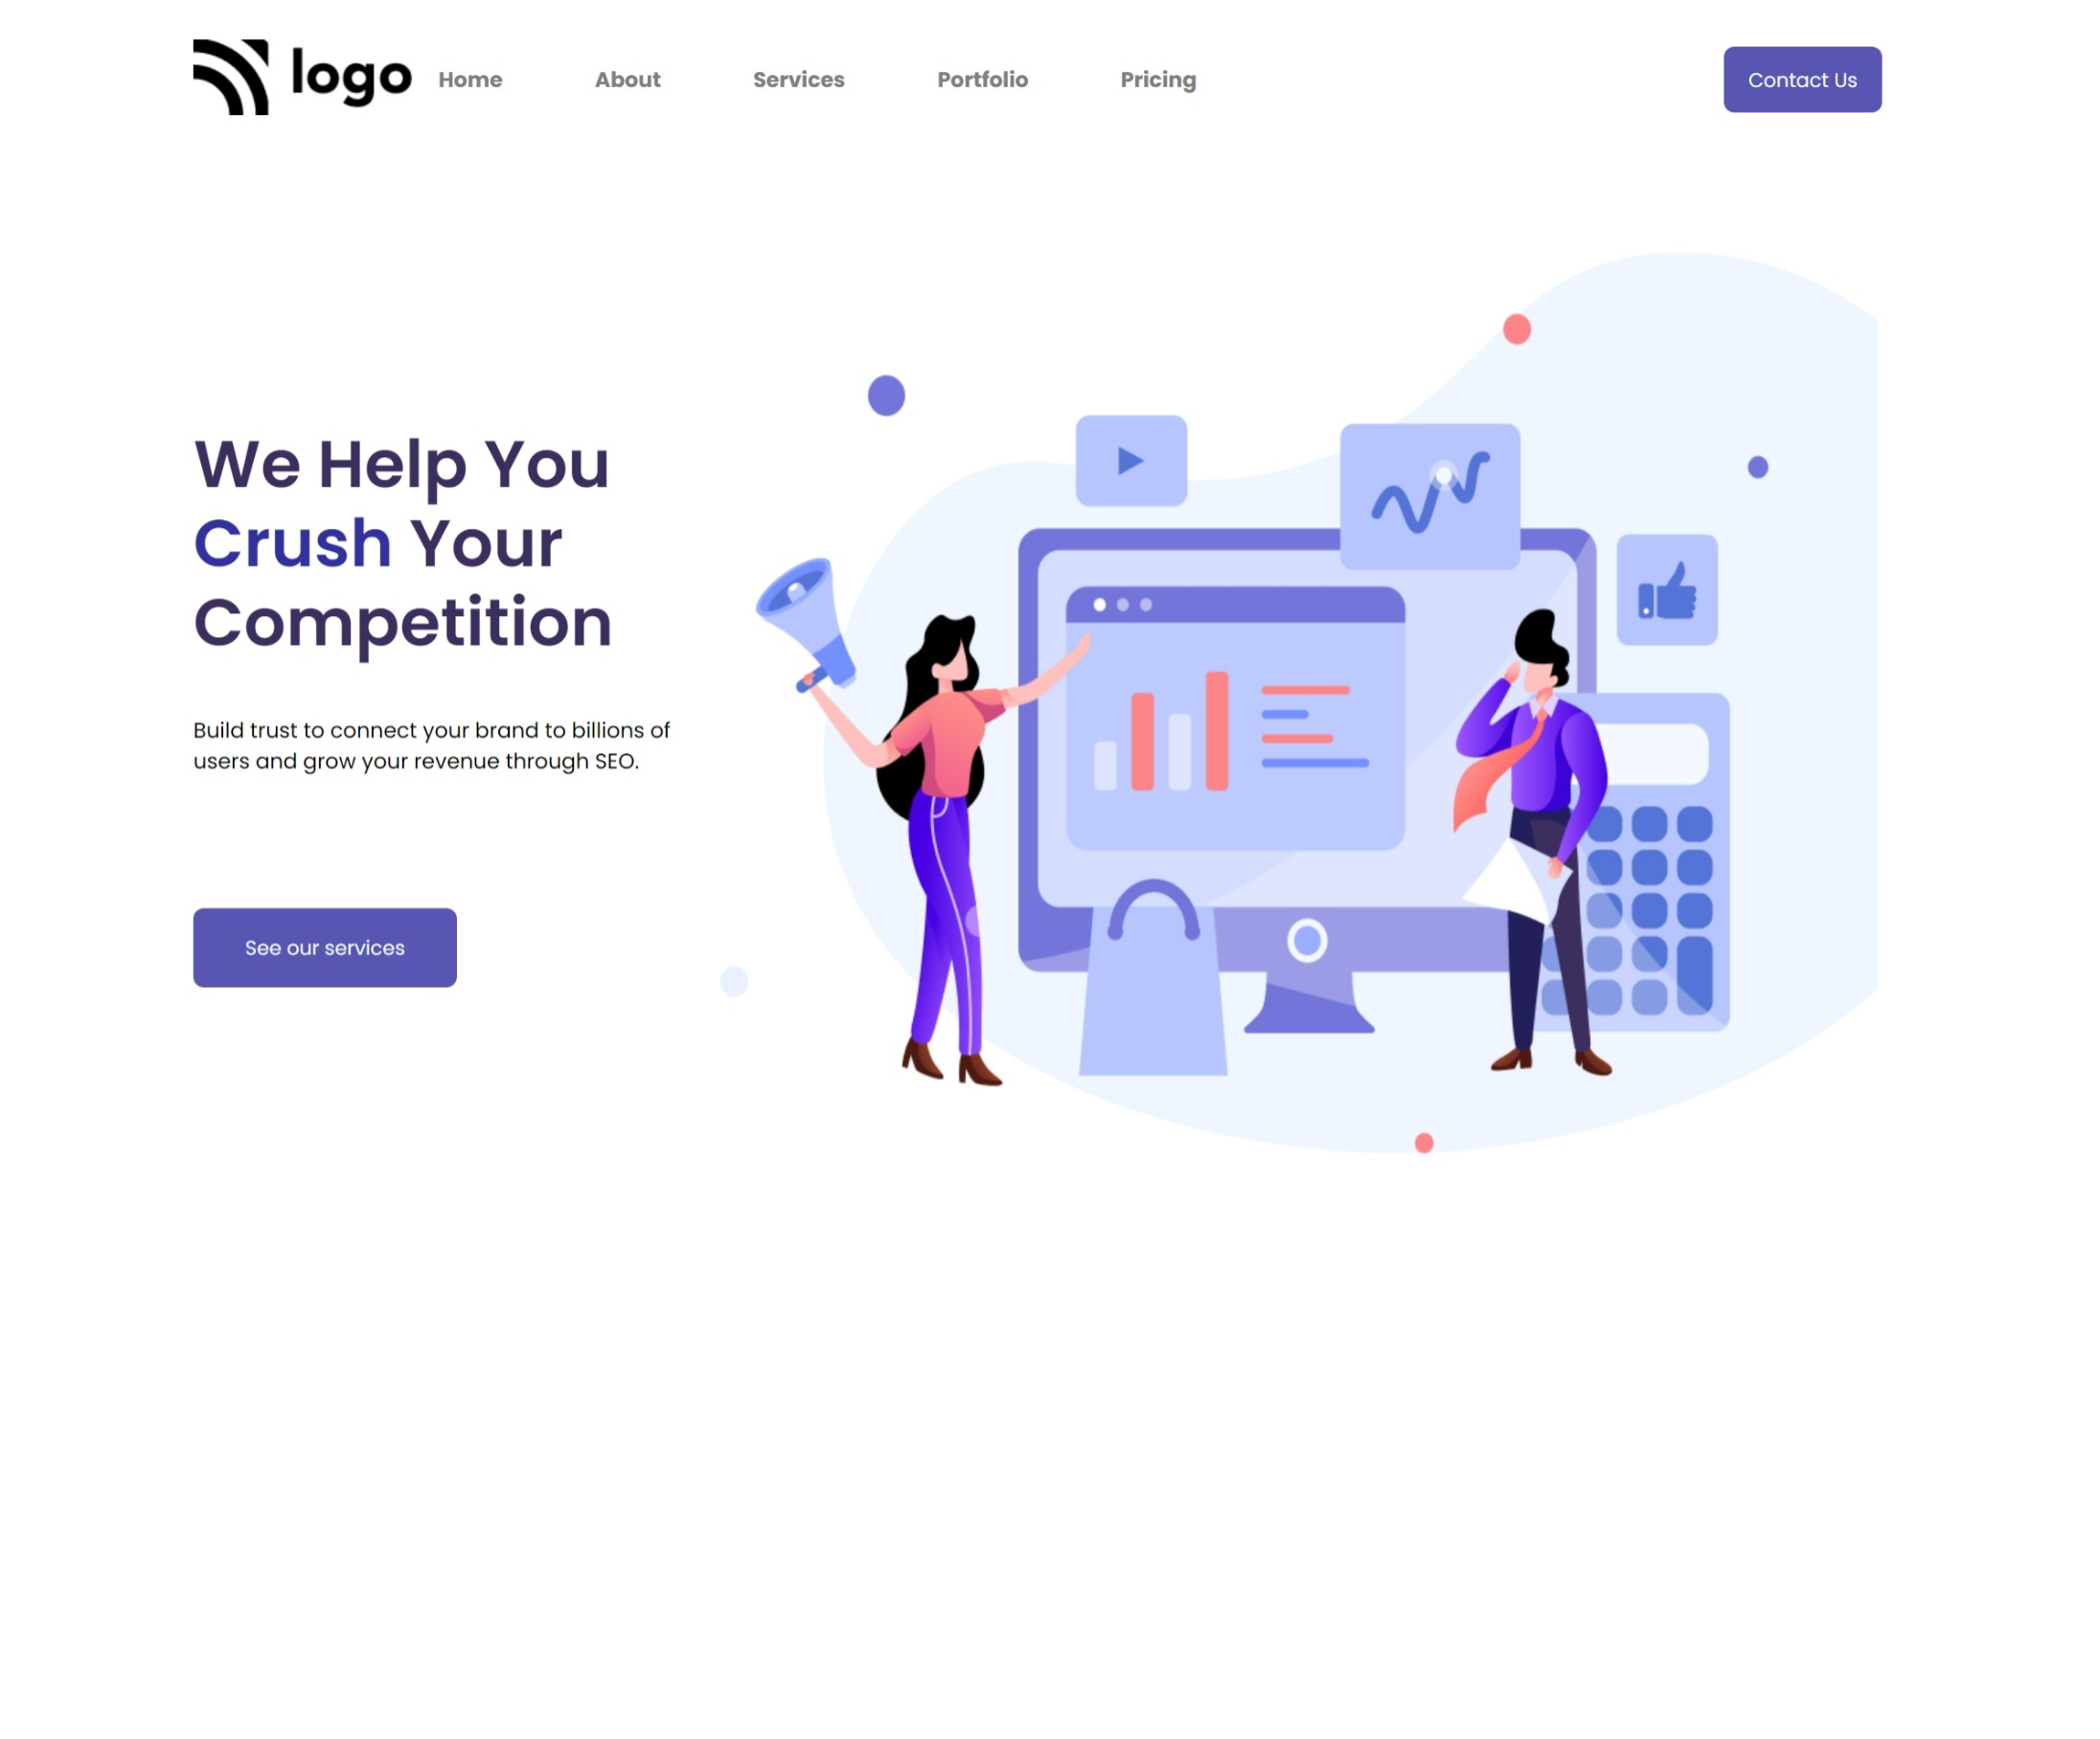 logo Home About Services Portfolio Pricing Contact Us
We Help You
Crush Your
Competition
Build trust to connect your brand to billions of
users and grow your revenue through SEO.
See our services